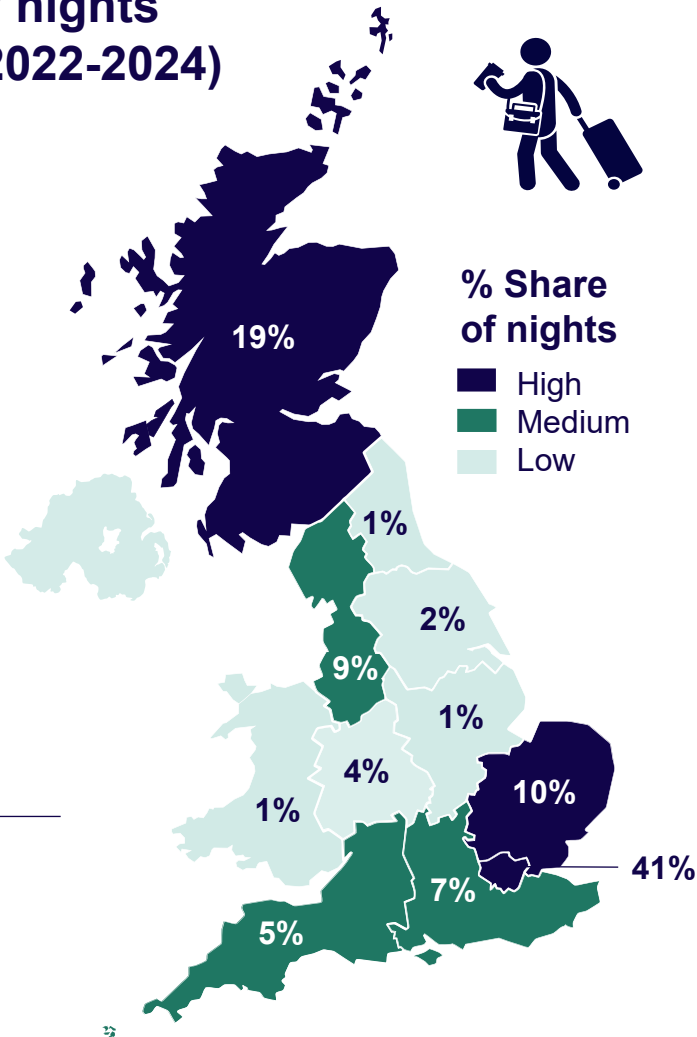 nights
2022-2024)
% Share
of nights
High
Medium
Low
19%
1%
2%
9%
1%
4%
1%
10%
41%
7%
5%